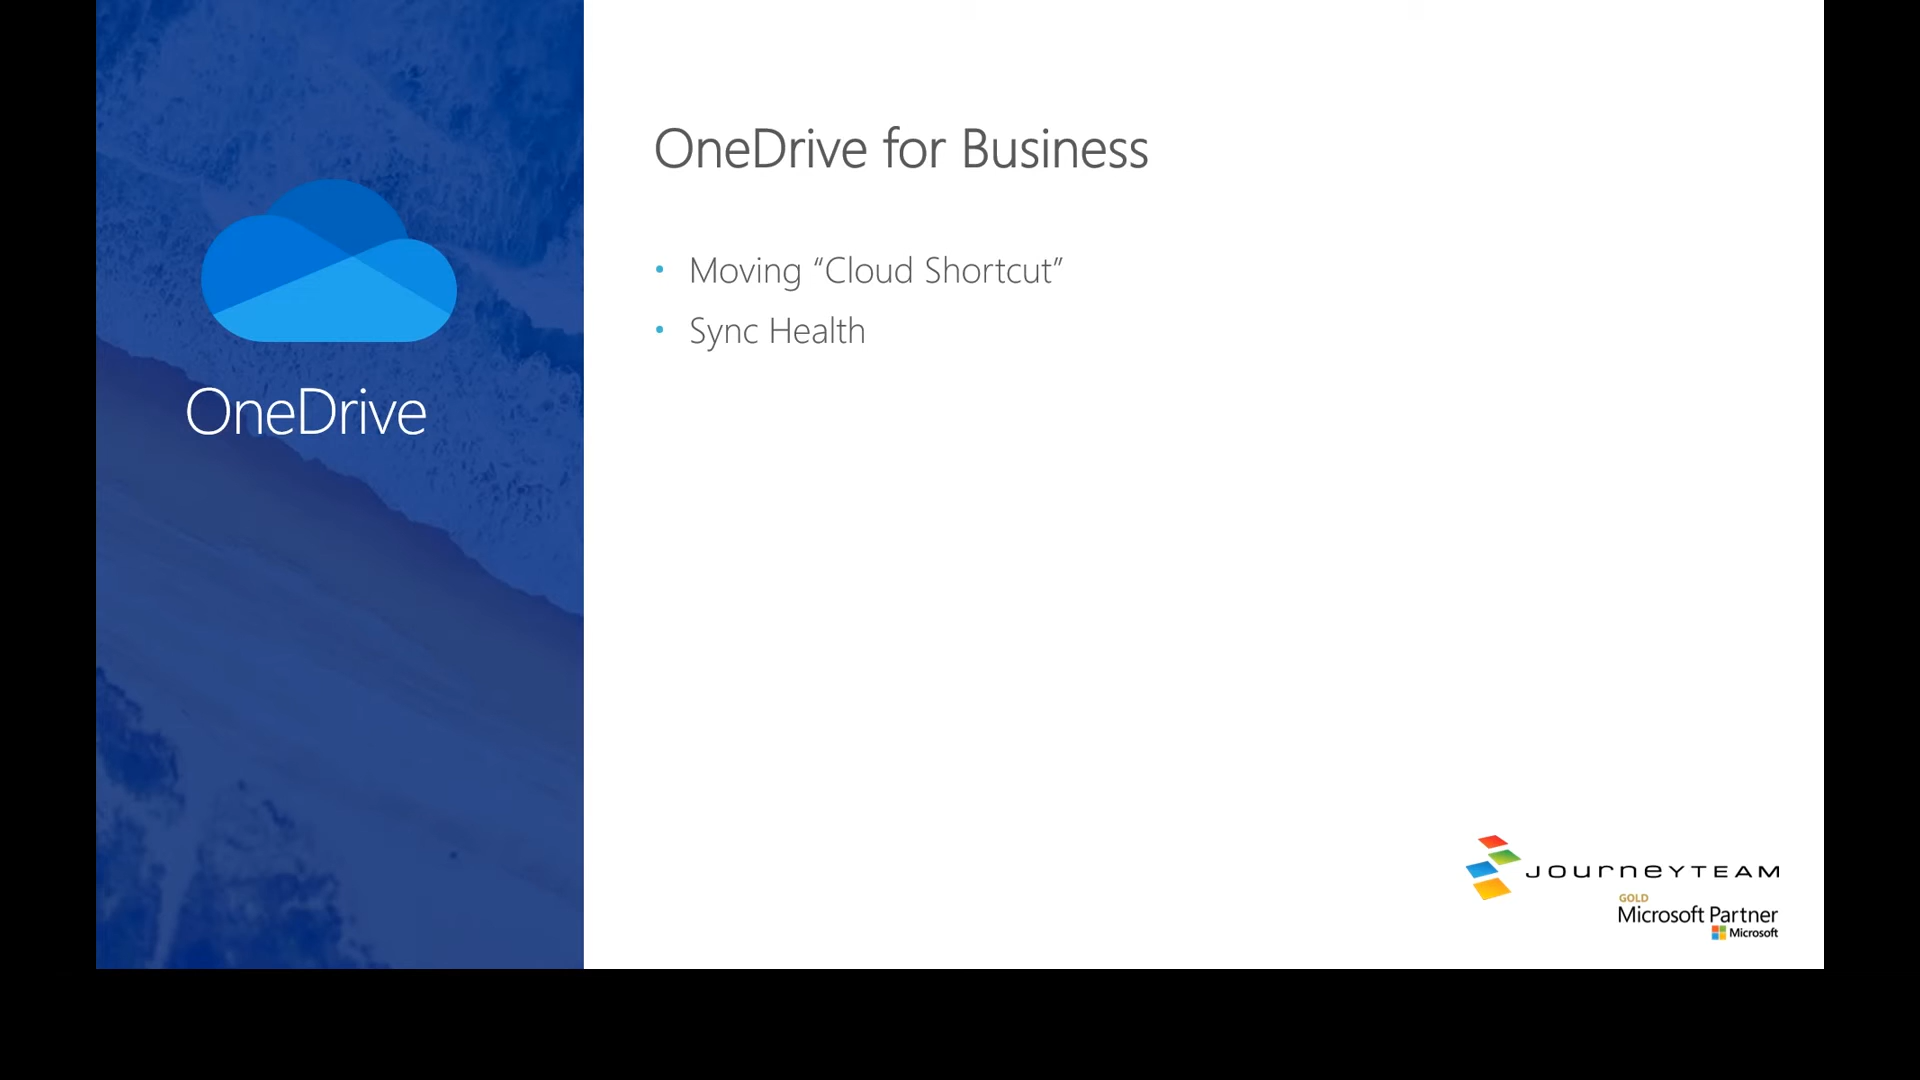 OneDrive
OneDrive for Business
• Moving “Cloud Shortcut”
• Sync Health
JOURNEYTEAM
GOLD
Microsoft Partner
Microsoft